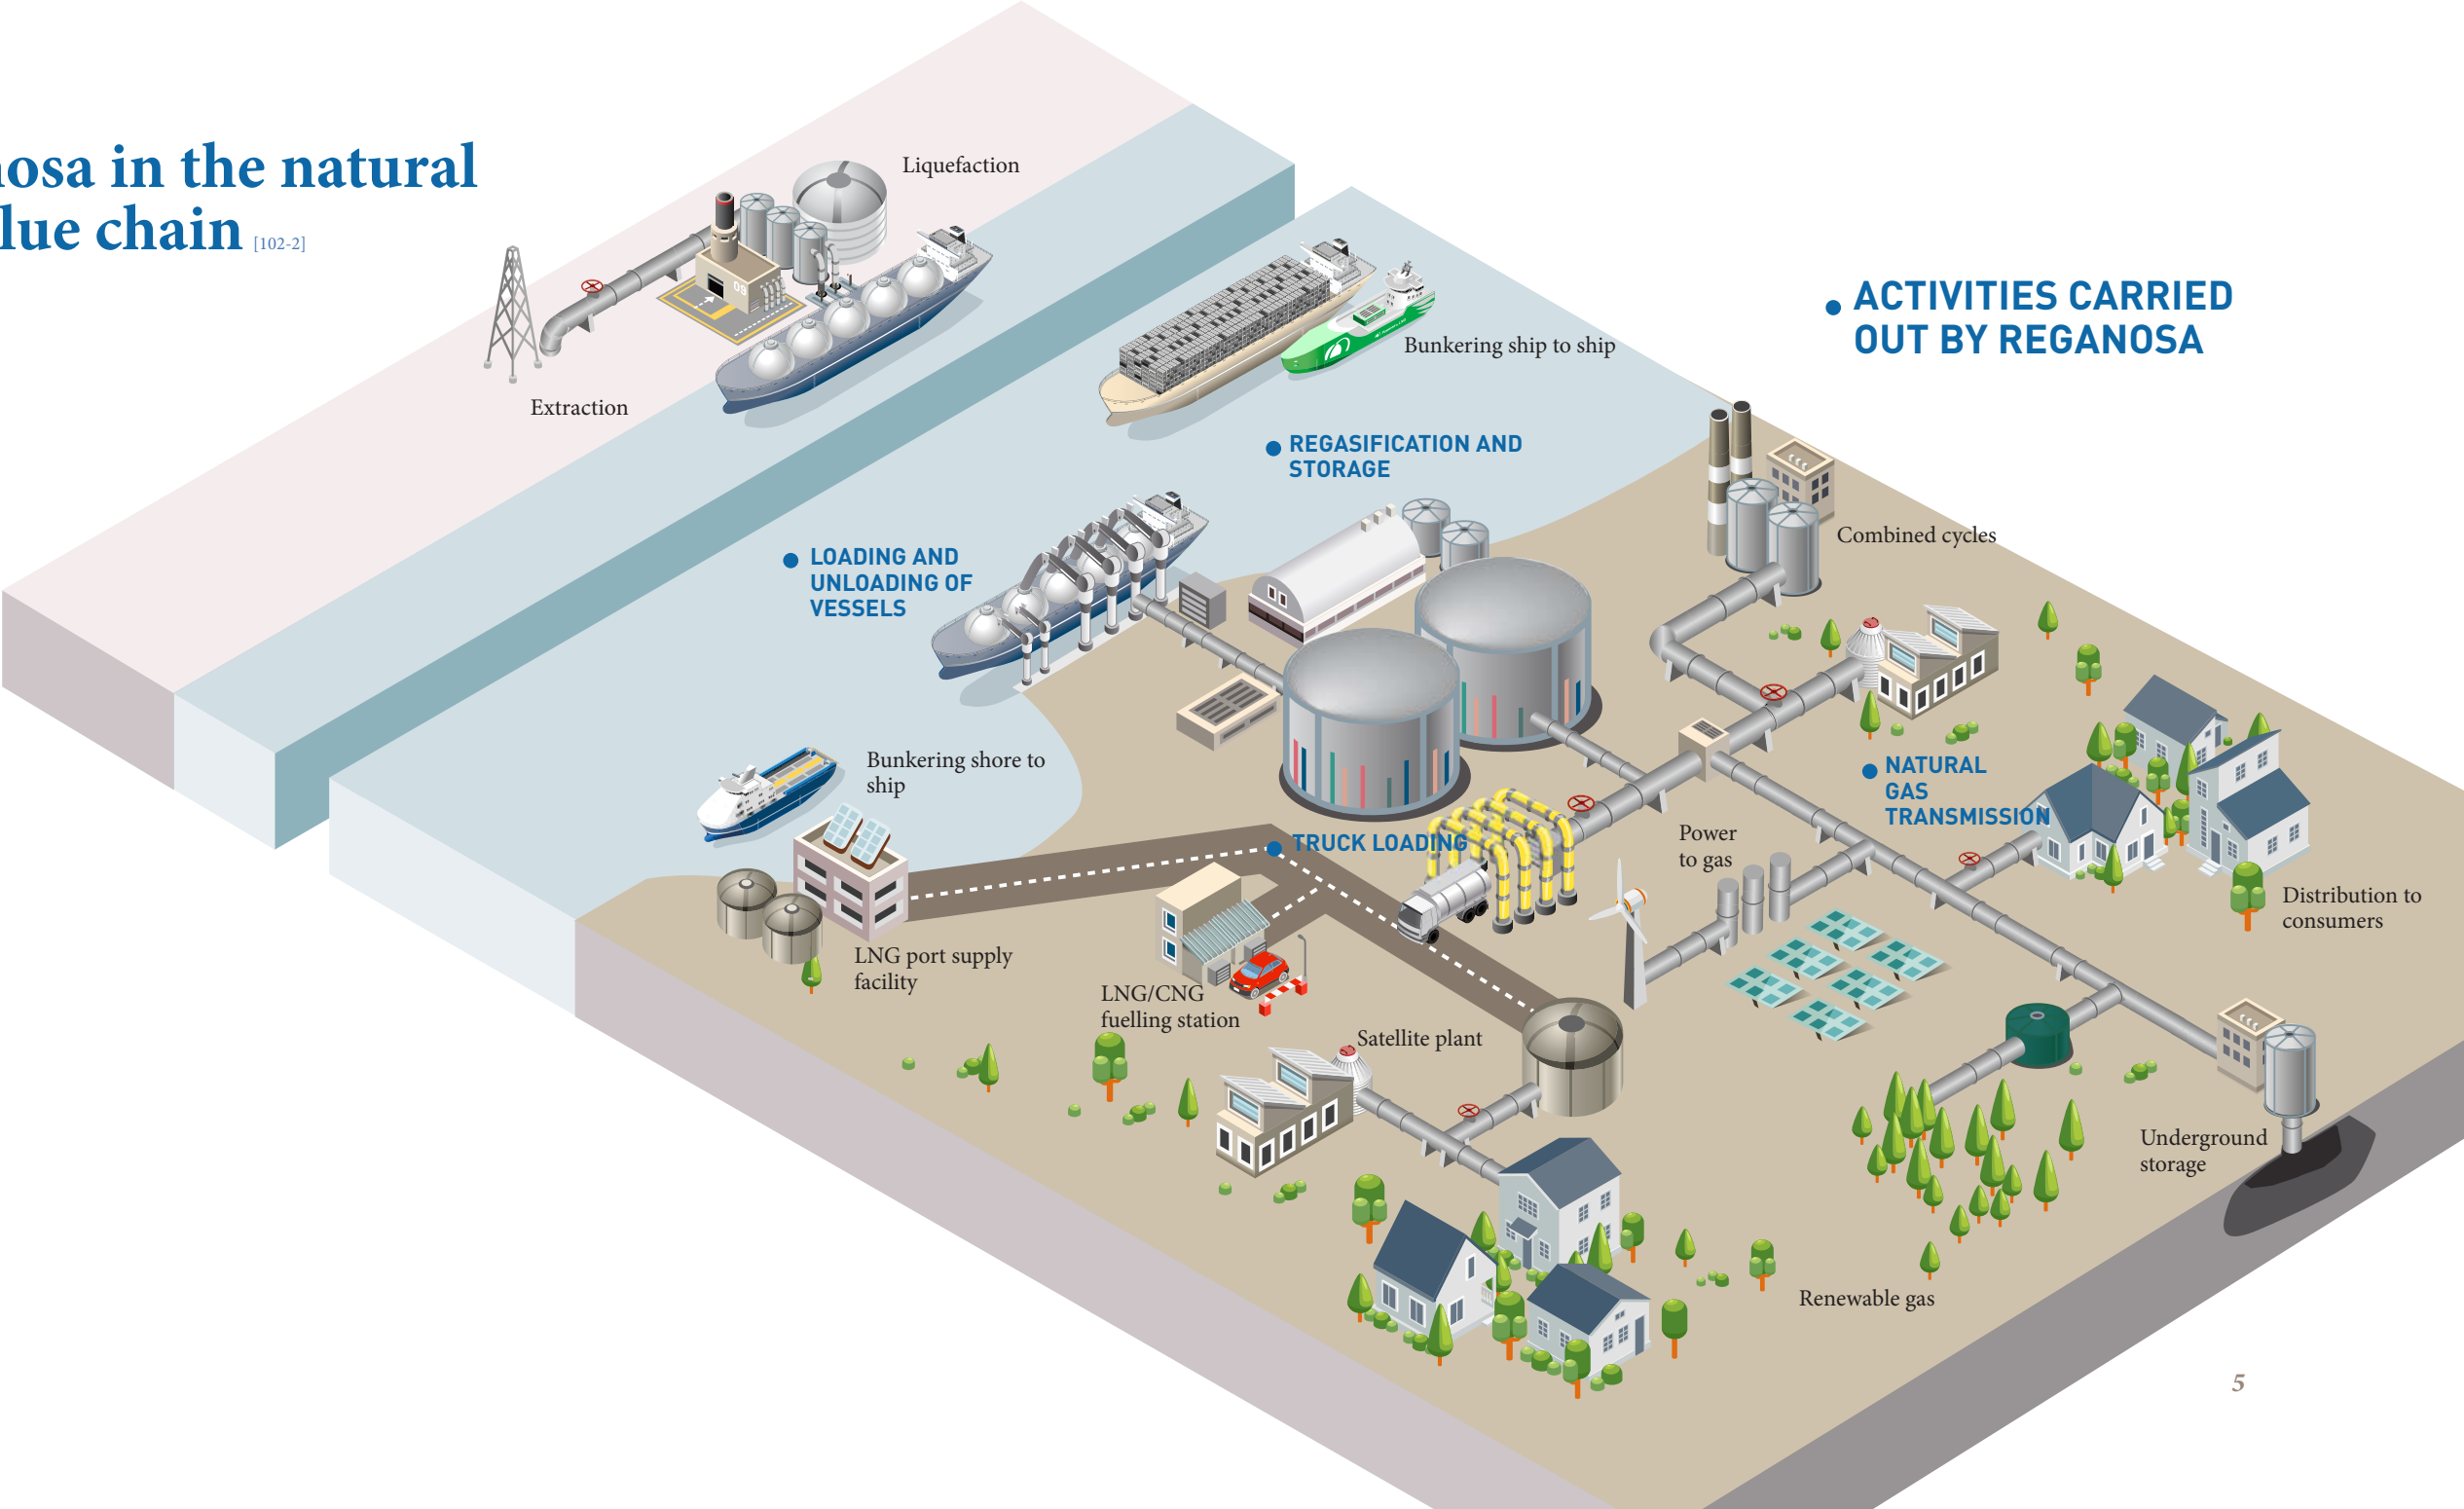 nosa in the natural
lue chain [102-2]
Liquefaction
Extraction
Bunkering ship to ship
ACTIVITIES CARRIED
OUT BY REGANOSA
REGASIFICATION AND
STORAGE
LOADING AND
UNLOADING OF
VESSELS
Combined cycles
Bunkering shore to
ship
NATURAL
GAS
TRANSMISSION
TRUCK LOADING
Power
to gas
Distribution to
consumers
LNG port supply
facility
LNG/CNG
fuelling station
Satellite plant
Underground
storage
Renewable gas
5
09